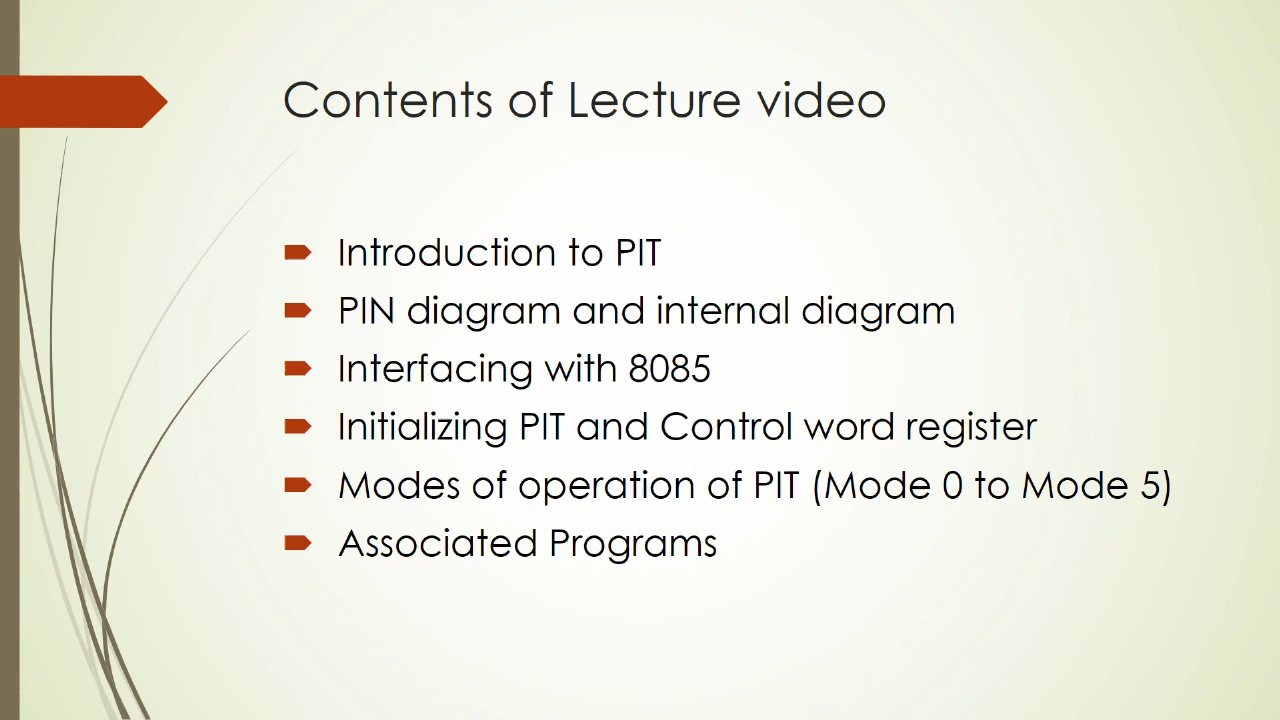 Contents of Lecture video
Introduction to PIT
PIN diagram and internal diagram
Interfacing with 8085
Initializing PIT and Control word register
Modes of operation of PIT (Mode 0 to Mode 5)
Associated Programs